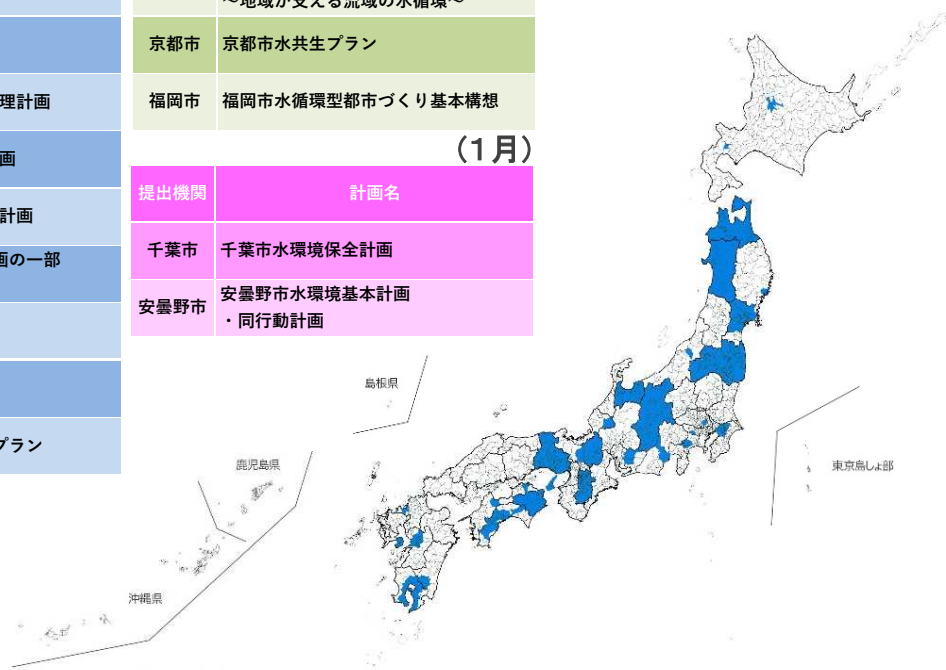 理計画
画
計画
画の一部
プラン
～地域が支える流域の水循環～
京都市 京都市水共生プラン
福岡市 福岡市水循環型都市づくり基本構想
（１月）
提出機関 計画名
千葉市 千葉市水環境保全計画
安曇野市 安曇野市水環境基本計画
・同行動計画
島根県
鹿児島県
沖縄県
東京島しょ部